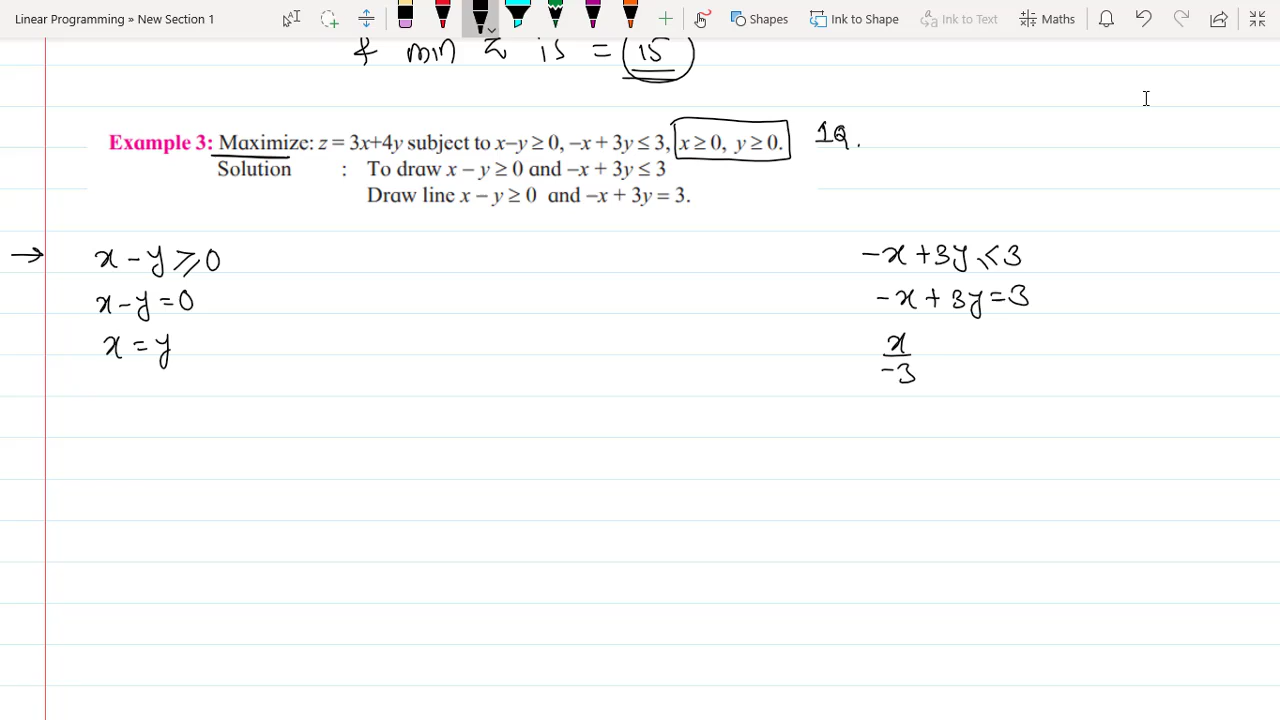 Linear Programming » New Section 1
Shapes Ink to Shape Ink to Text Maths
& min z is = 15
Example 3: Maximize: z = 3x+4y subject to x–y ≥ 0, –x + 3y ≤ 3, x ≥ 0, y ≥ 0. 1Q.
Solution : To draw x – y ≥ 0 and –x + 3y ≤ 3
Draw line x – y ≥ 0 and –x + 3y = 3.
→ x - y ≥ 0
x - y = 0
x = y
-x + 3y ≤ 3
-x + 3y = 3
x
-3